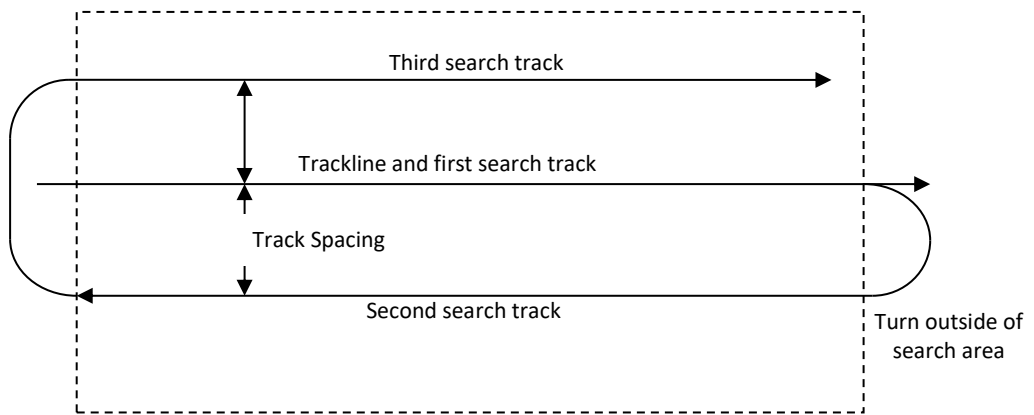 Third search track
Trackline and first search track
Track Spacing
Second search track
Turn outside of
search area